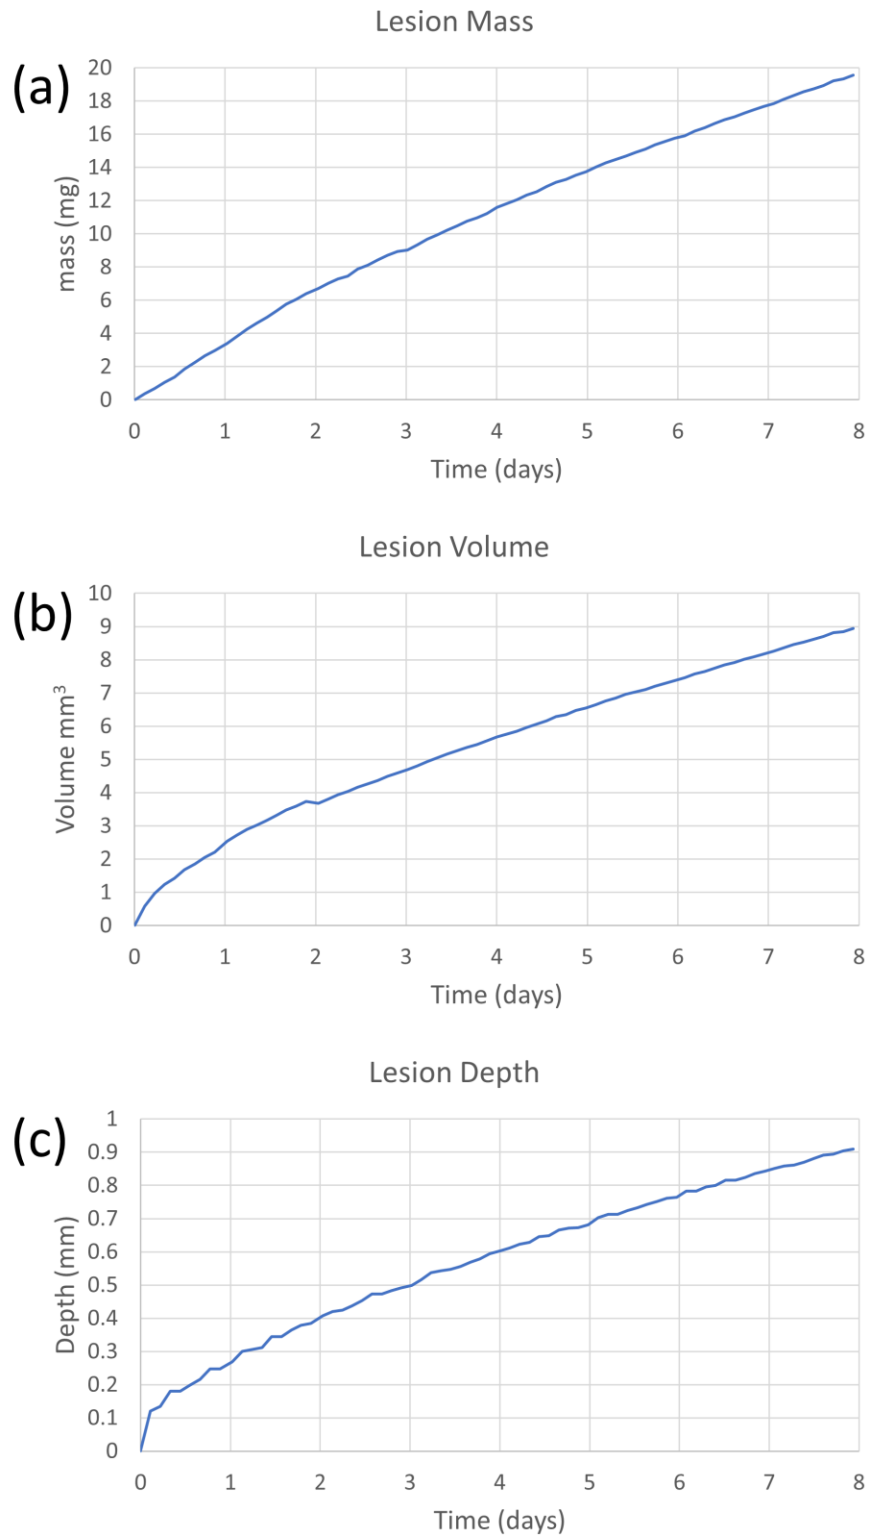 Lesion Mass
(a)
mass (mg)
20
18
16
14
12
10
8
6
4
2
0
0 1 2 3 4 5 6 7 8
Time (days)
Lesion Volume
(b)
Volume mm³
10
9
8
7
6
5
4
3
2
1
0
0 1 2 3 4 5 6 7 8
Time (days)
Lesion Depth
(c)
Depth (mm)
1
0.9
0.8
0.7
0.6
0.5
0.4
0.3
0.2
0.1
0
0 1 2 3 4 5 6 7 8
Time (days)